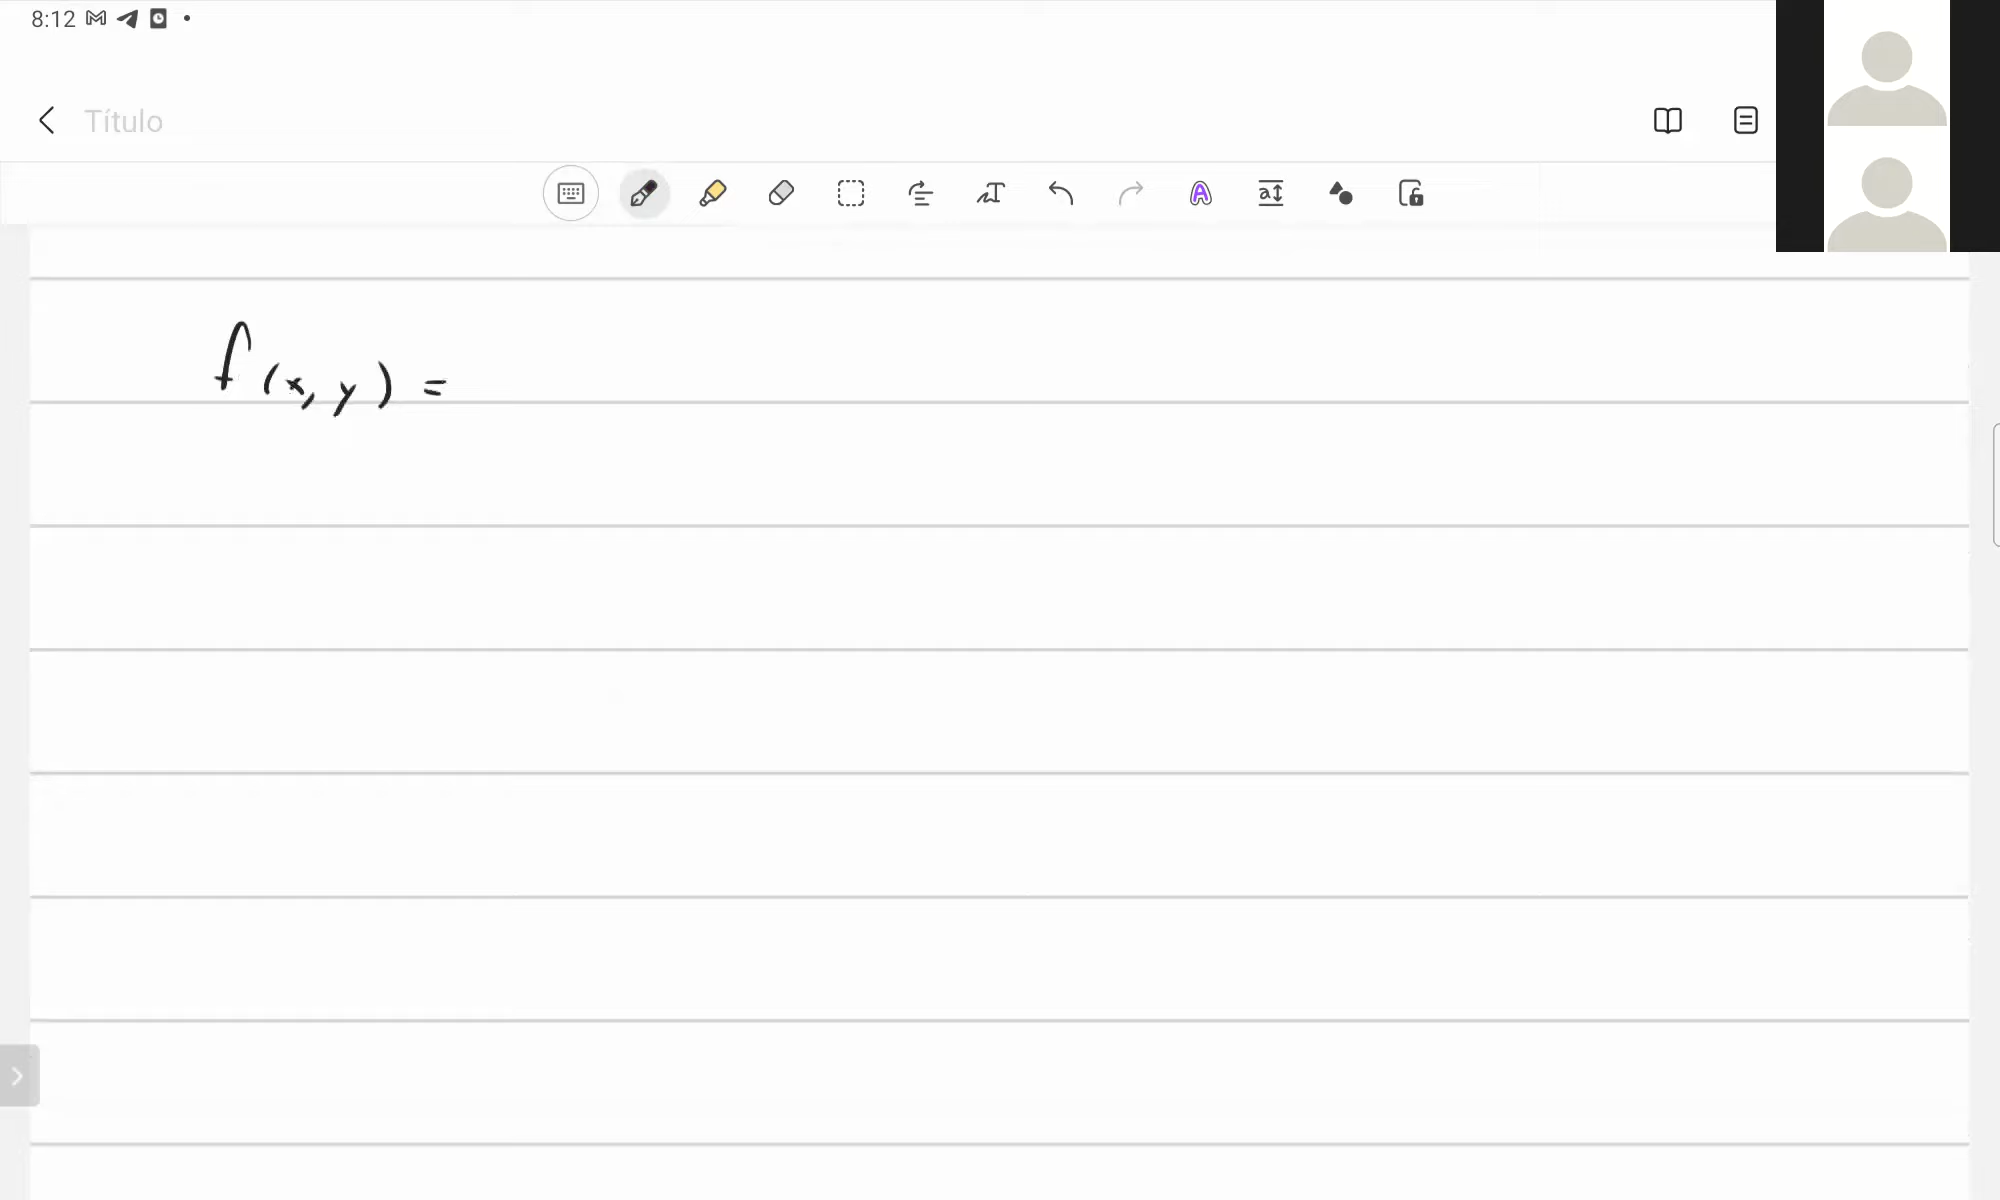 8:12
Título
f(x, y) =